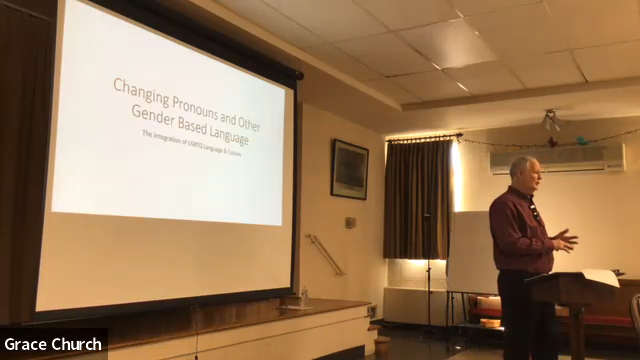 Changing Pronouns and Other
Gender Based Language
The Integration of LGBTQ Language & Culture
Grace Church